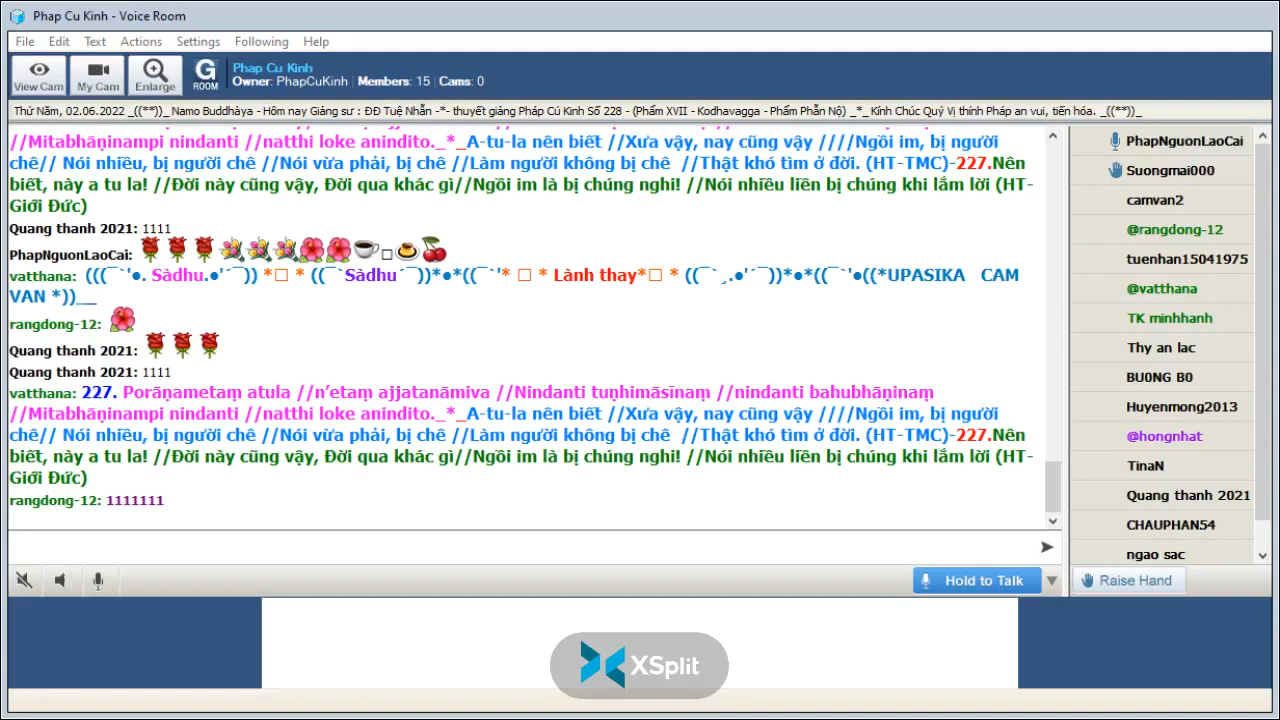 Phap Cu Kinh - Voice Room
File Edit Text Actions Settings Following Help
View Cam My Cam Enlarge G ROOM Phap Cu Kinh
Owner: PhapCuKinh | Members: 15 | Cams: 0
Thứ Năm, 02.06.2022 _((**))_ Namo Buddhàya - Hôm nay Giảng sư : ĐĐ Tuệ Nhẫn -*- thuyết giảng Pháp Cú Kinh Số 228 - (Phẩm XVII - Kodhavagga - Phẩm Phẫn Nộ) _*_ Kính Chúc Quý Vị thính Pháp an vui, tiến hóa. _((**))_
//Mitabhāṇinampi nindanti //natthi loke anindito._*_A-tu-la nên biết //Xưa vậy, nay cũng vậy ////Ngồi im, bị người
chê// Nói nhiều, bị người chê //Nói vừa phải, bị chê //Làm người không bị chê //Thật khó tìm ở đời. (HT-TMC)-227.Nên
biết, này a tu la! //Đời này cũng vậy, Đời qua khác gì//Ngồi im là bị chúng nghi! //Nói nhiều liền bị chúng khi lắm lời (HT-
Giới Đức)
Quang thanh 2021: 1111
PhapNguonLaoCai:
vatthana: (((¯`'●. Sàdhu.●'´¯)) *□ * ((¯`Sàdhu´¯))*●*((¯`'* □ * Lành thay*□ * ((¯`¸.●'´¯))*●*((¯`'●((*UPASIKA CAM
VAN *))__
rangdong-12:
Quang thanh 2021:
Quang thanh 2021: 1111
vatthana: 227. Porāṇametaṃ atula //n’etaṃ ajjatanāmiva //Nindanti tuṇhimāsīnaṃ //nindanti bahubhāṇinaṃ
//Mitabhāṇinampi nindanti //natthi loke anindito._*_A-tu-la nên biết //Xưa vậy, nay cũng vậy ////Ngồi im, bị người
chê// Nói nhiều, bị người chê //Nói vừa phải, bị chê //Làm người không bị chê //Thật khó tìm ở đời. (HT-TMC)-227.Nên
biết, này a tu la! //Đời này cũng vậy, Đời qua khác gì//Ngồi im là bị chúng nghi! //Nói nhiều liền bị chúng khi lắm lời (HT-
Giới Đức)
rangdong-12: 1111111
PhapNguonLaoCai
Suongmai000
camvan2
@rangdong-12
tuenhan15041975
@vatthana
TK minhhanh
Thy an lac
BU0NG B0
Huyenmong2013
@hongnhat
TinaN
Quang thanh 2021
CHAUPHAN54
ngao sac
Hold to Talk
Raise Hand
XSplit